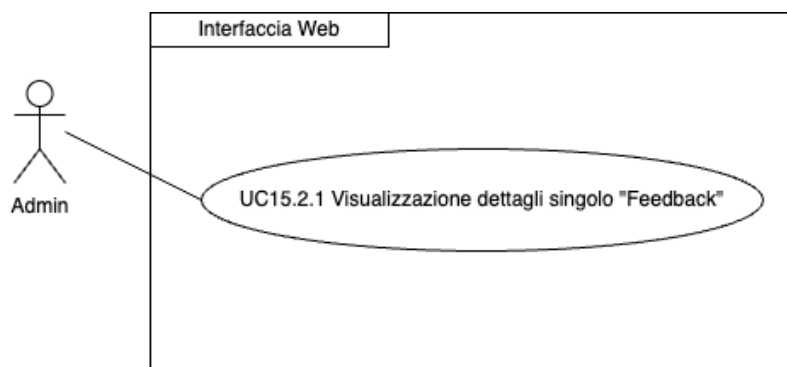 Interfaccia Web
Admin
UC15.2.1 Visualizzazione dettagli singolo "Feedback"